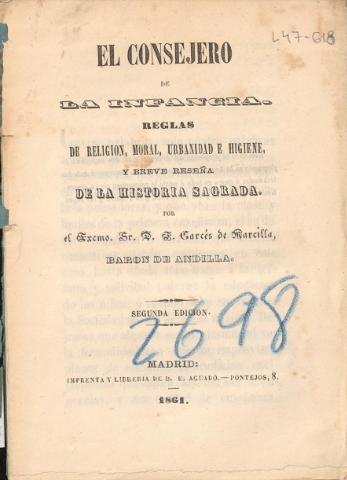 L47-618
EL CONSEJERO
DE
LA INFANCIA.
REGLAS
DE RELIGION, MORAL, URBANIDAD E HIGIENE,
Y BREVE RESEÑA
DE LA HISTORIA SAGRADA.
POR
el Excmo. Sr. D. F. Garcés de Marcilla,
BARON DE ANDILLA.
SEGUNDA EDICION.
2698
MADRID:
IMPRENTA Y LIBRERIA DE D. E. AGUADO.—PONTEJOS, 8.
1861.